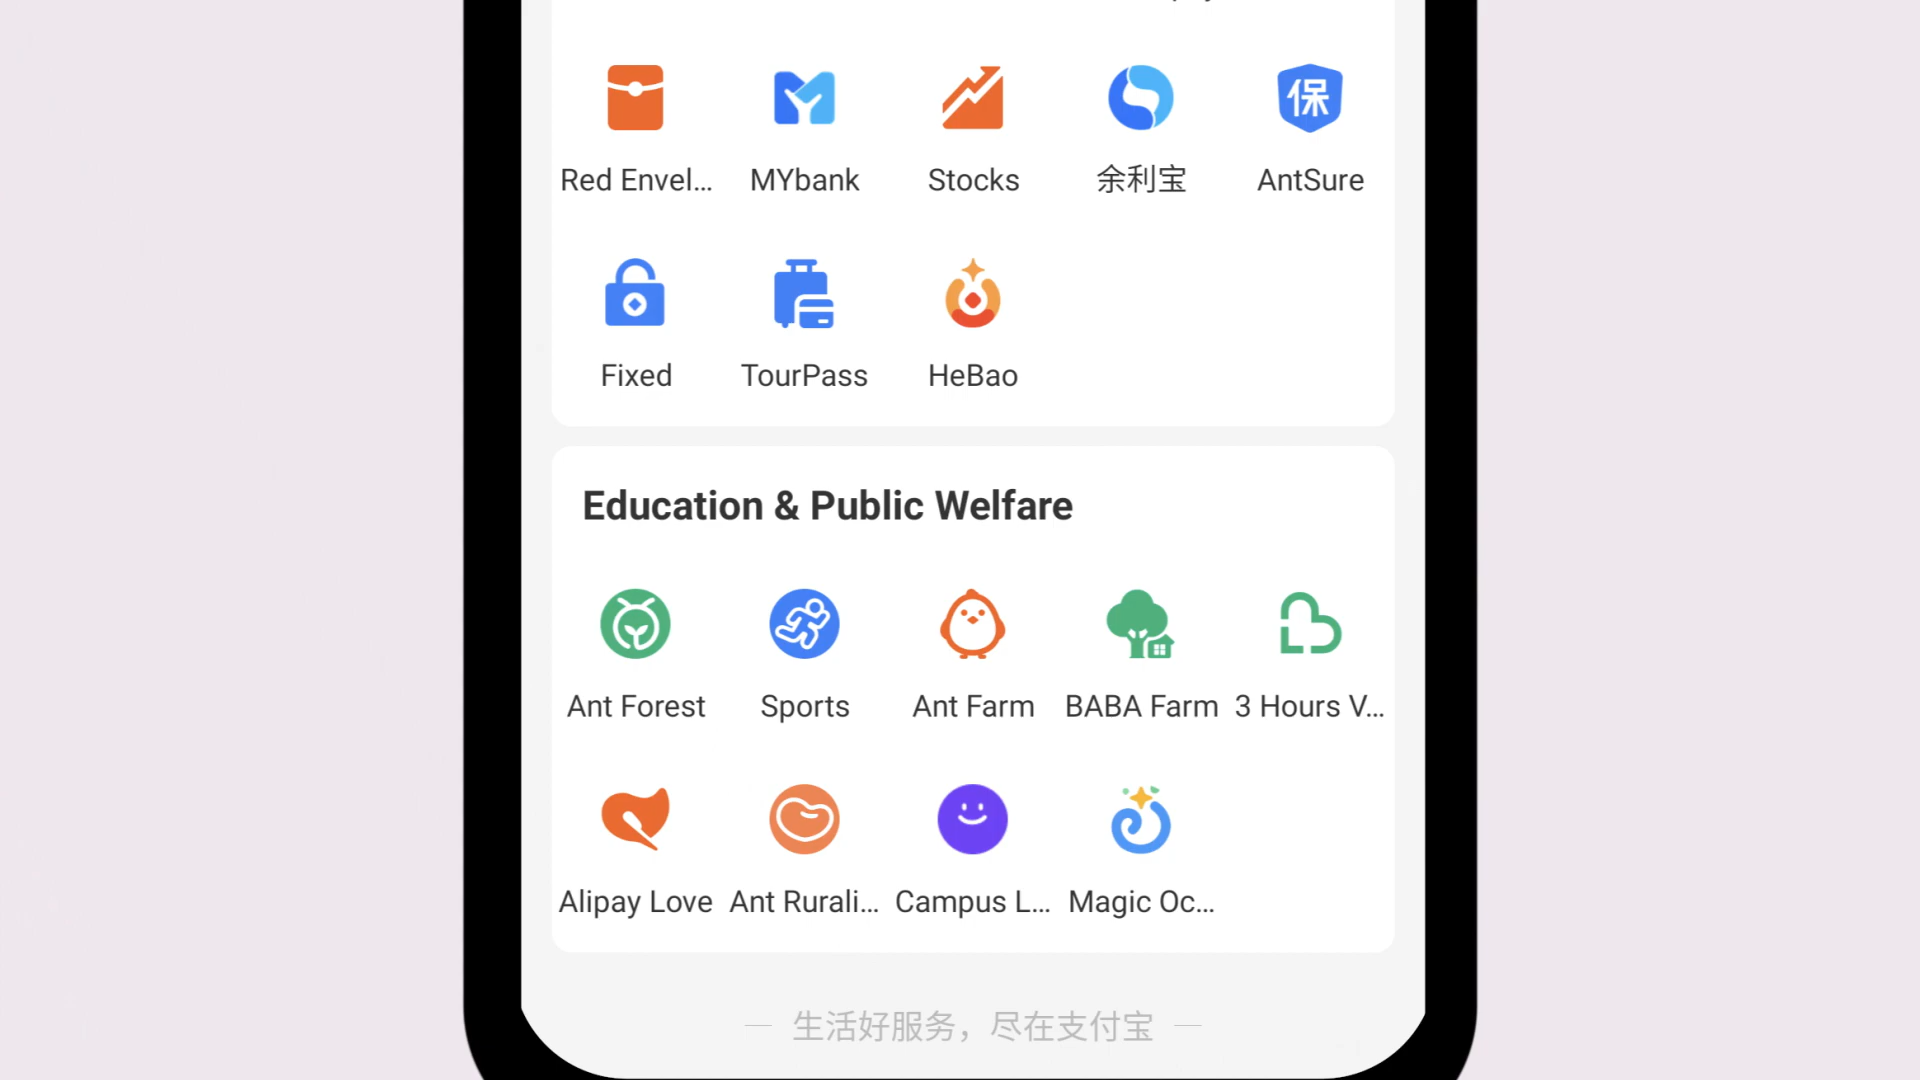 Red Envel...
MYbank
Stocks
余利宝
保
AntSure
Fixed
TourPass
HeBao
Education & Public Welfare
Ant Forest
Sports
Ant Farm
BABA Farm
3 Hours V...
Alipay Love
Ant Rurali...
Campus L...
Magic Oc...
生活好服务，尽在支付宝